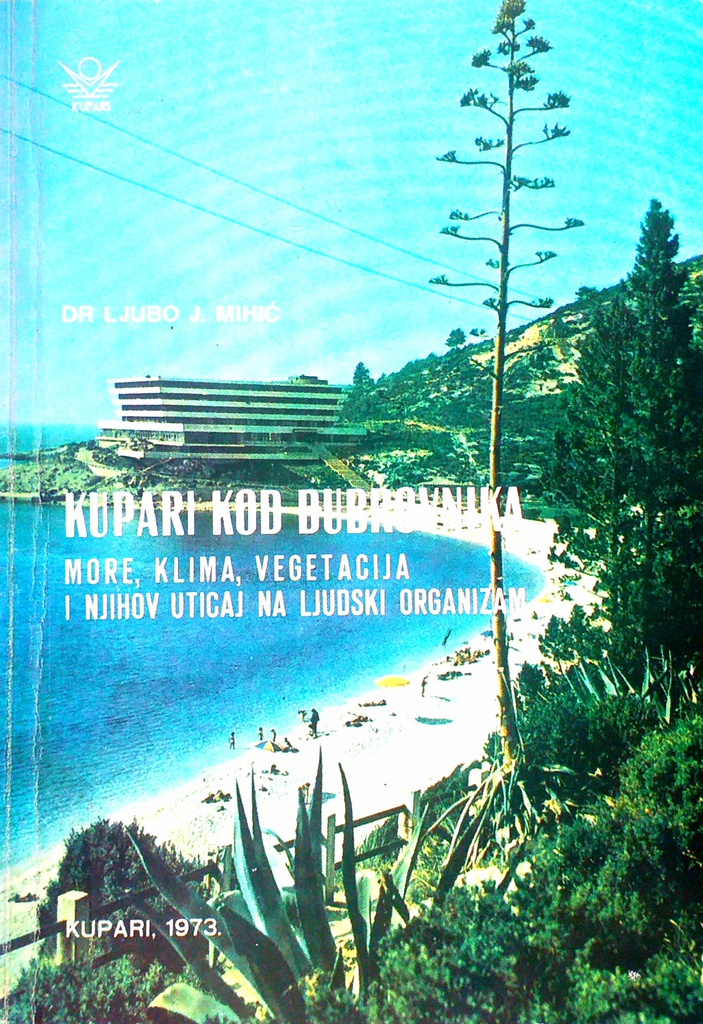 KUPARI
DR LJUBO J. MIHIĆ
KUPARI KOD DUBROVNIKA
MORE, KLIMA, VEGETACIJA
I NJIHOV UTICAJ NA LJUDSKI ORGANIZAM
KUPARI, 1973.